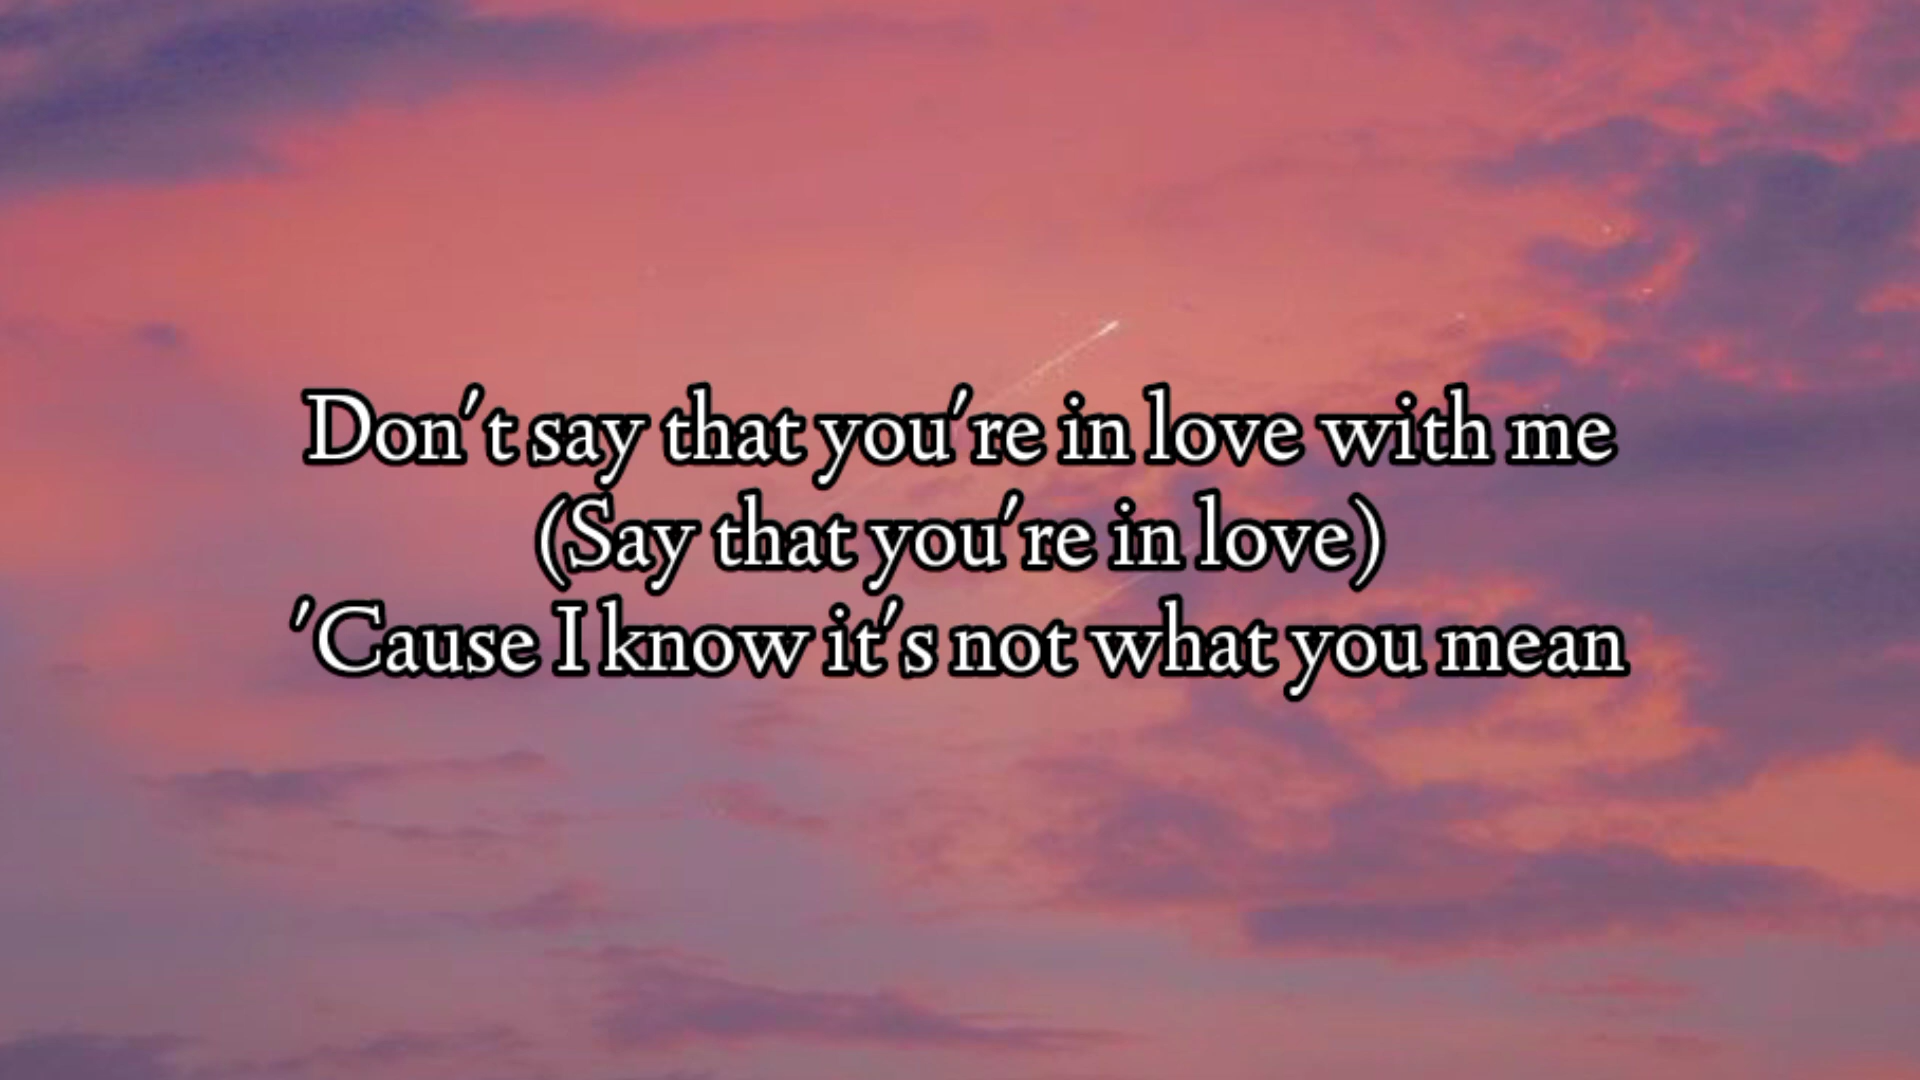 Don't say that you're in love with me
(Say that you're in love)
'Cause I know it's not what you mean